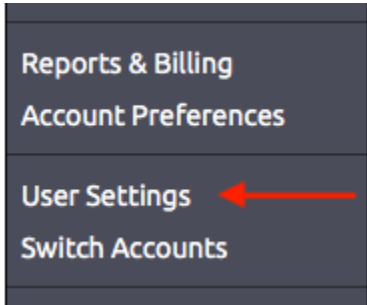 Reports & Billing
Account Preferences
User Settings
Switch Accounts